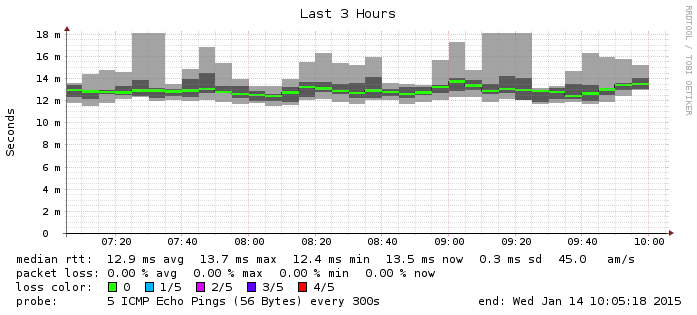 Last 3 Hours
RRDTOOL / TOBI OETIKER
Seconds
18 m
16 m
14 m
12 m
10 m
8 m
6 m
4 m
2 m
0
07:20 07:40 08:00 08:20 08:40 09:00 09:20 09:40 10:00
median rtt: 12.9 ms avg 13.7 ms max 12.4 ms min 13.5 ms now 0.3 ms sd 45.0 am/s
packet loss: 0.00 % avg 0.00 % max 0.00 % min 0.00 % now
loss color: 0 1/5 2/5 3/5 4/5
probe: 5 ICMP Echo Pings (56 Bytes) every 300s end: Wed Jan 14 10:05:18 2015